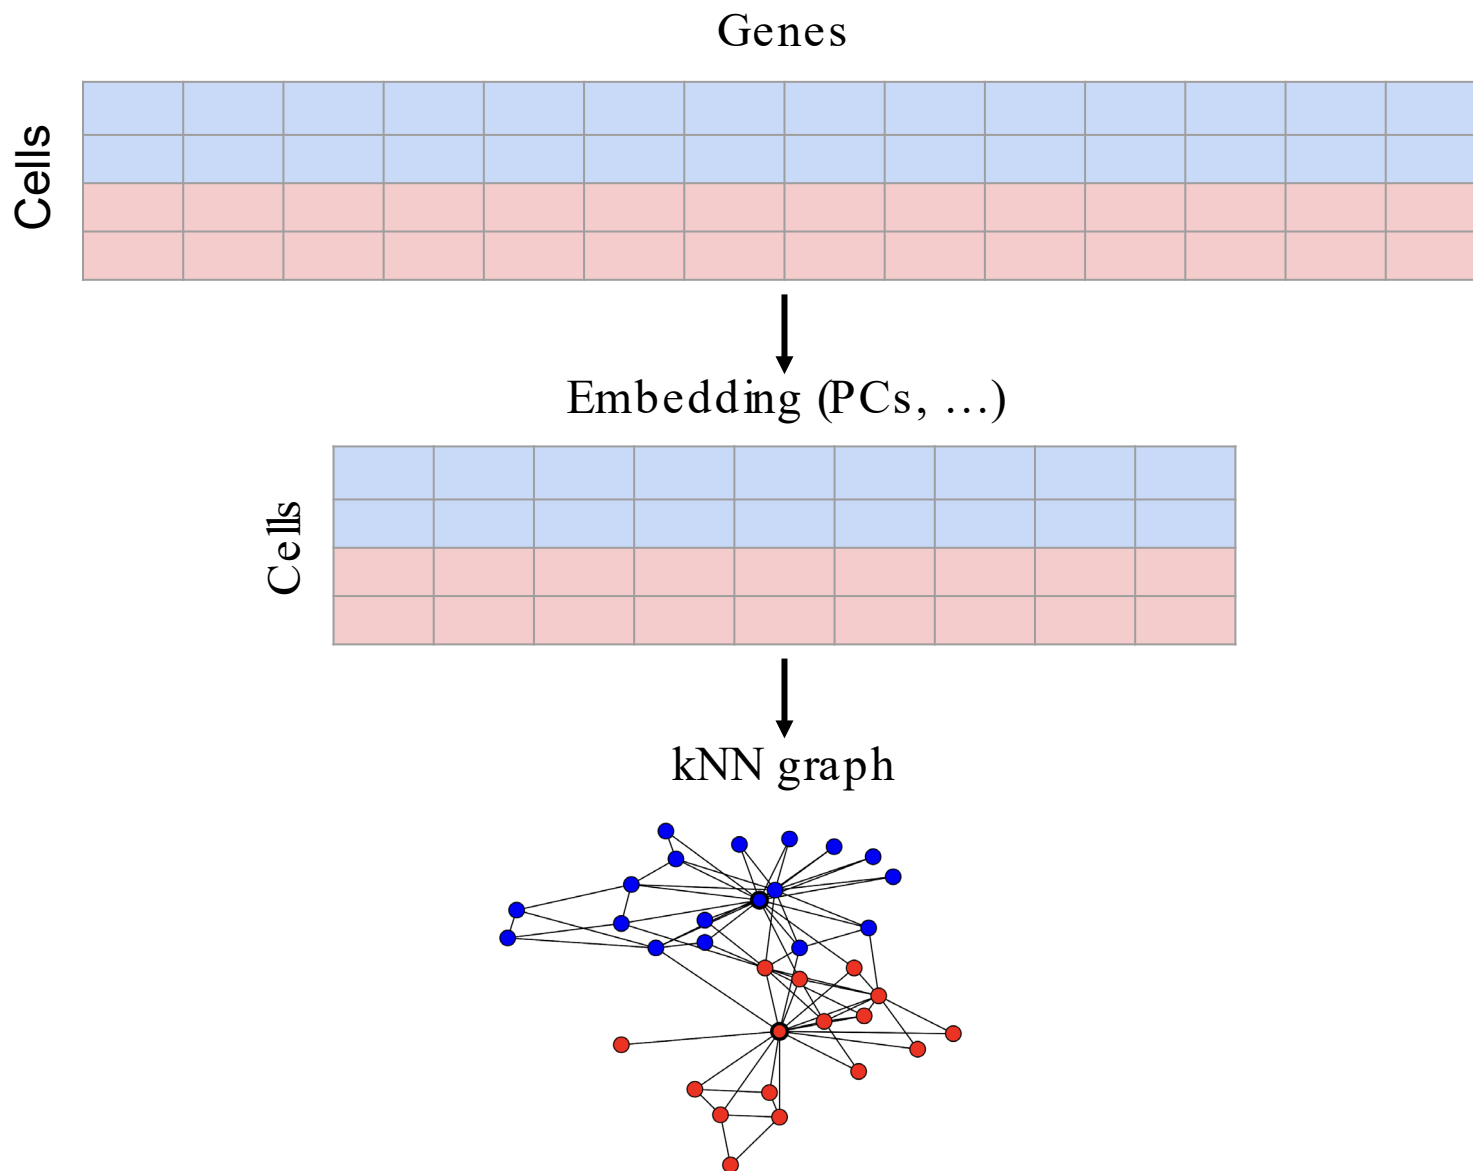 Genes
Cells
Embedding (PCs, …)
Cells
kNN graph